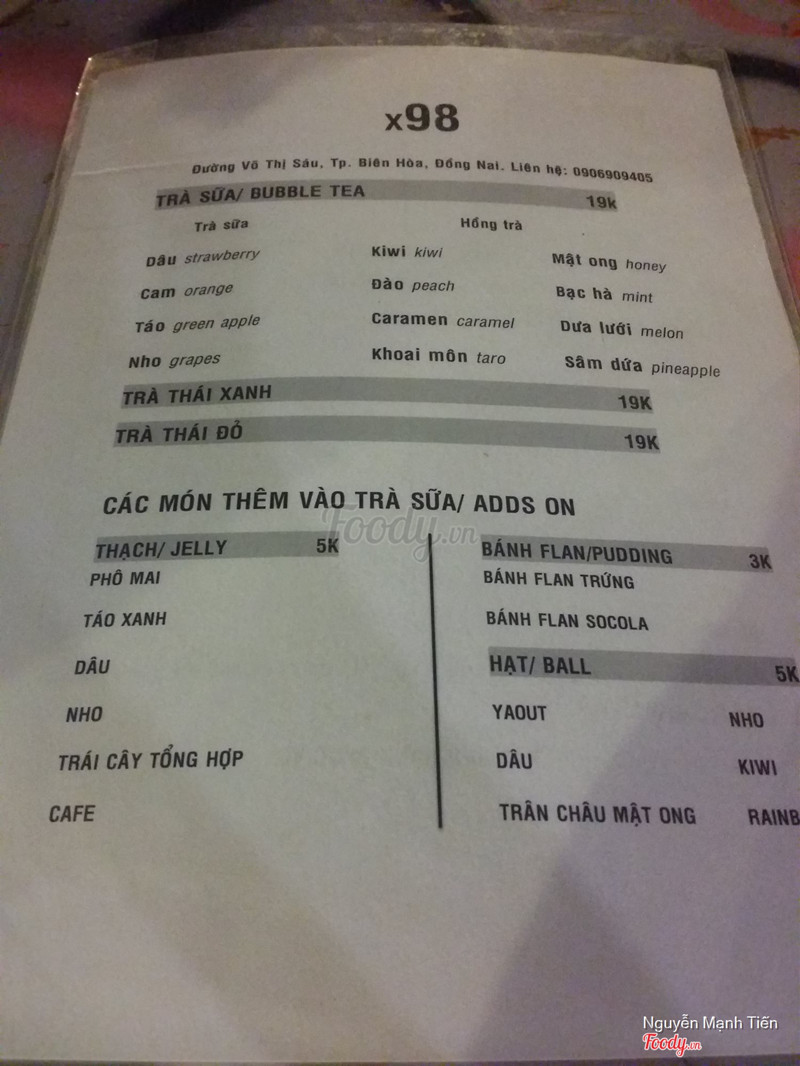 x98
Đường Võ Thị Sáu, Tp. Biên Hòa, Đồng Nai. Liên hệ: 0906909405
TRÀ SỮA/ BUBBLE TEA 19k
Trà sữa Hồng trà
Dâu strawberry Kiwi kiwi Mật ong honey
Cam orange Đào peach Bạc hà mint
Táo green apple Caramen caramel Dưa lưới melon
Nho grapes Khoai môn taro Sâm dứa pineapple
TRÀ THÁI XANH 19K
TRÀ THÁI ĐỎ 19K
CÁC MÓN THÊM VÀO TRÀ SỮA/ ADDS ON
Foody.vn
THẠCH/ JELLY 5K
PHÔ MAI
TÁO XANH
DÂU
NHO
TRÁI CÂY TỔNG HỢP
CAFE
BÁNH FLAN/PUDDING 3K
BÁNH FLAN TRỨNG
BÁNH FLAN SOCOLA
HẠT/ BALL 5K
YAOUT NHO
DÂU KIWI
TRÂN CHÂU MẬT ONG RAINB
Nguyễn Mạnh Tiến
Foody.vn